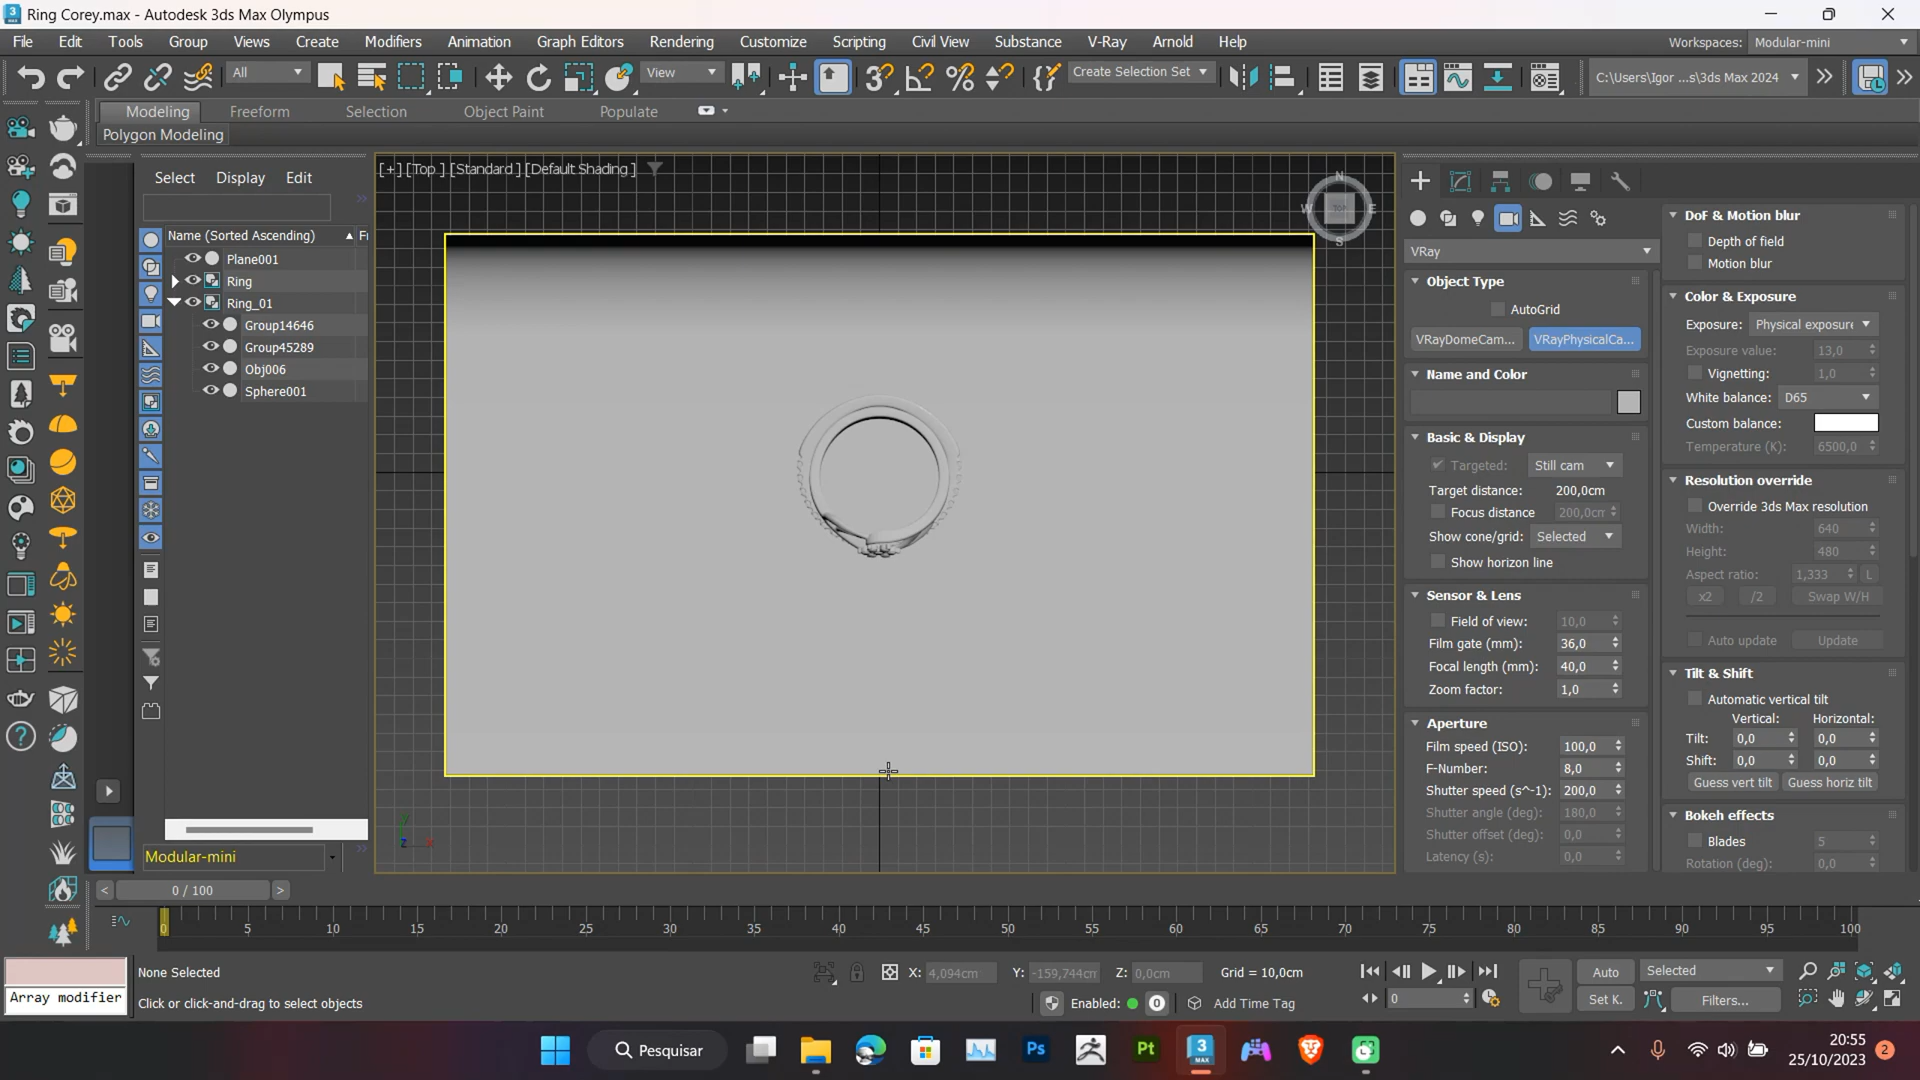 Ring Corey.max - Autodesk 3ds Max Olympus
File Edit Tools Group Views Create Modifiers Animation Graph Editors Rendering Customize Scripting Civil View Substance V-Ray Arnold Help
Workspaces: Modular-mini
All View Create Selection Set C:\Users\Igor ...s\3ds Max 2024
Modeling Freeform Selection Object Paint Populate
Polygon Modeling
Select Display Edit
[+] [Top ] [Standard ] [Default Shading ]
N
W TOP E
S
Name (Sorted Ascending) Fr
Plane001
Ring
Ring_01
Group14646
Group45289
Obj006
Sphere001
Modular-mini
VRay
Object Type
AutoGrid
VRayDomeCam... VRayPhysicalCa...
Name and Color
Basic & Display
Targeted: Still cam
Target distance: 200,0cm
Focus distance 200,0cm
Show cone/grid: Selected
Show horizon line
Sensor & Lens
Field of view: 10,0
Film gate (mm): 36,0
Focal length (mm): 40,0
Zoom factor: 1,0
Aperture
Film speed (ISO): 100,0
F-Number: 8,0
Shutter speed (s^-1): 200,0
Shutter angle (deg): 180,0
Shutter offset (deg): 0,0
Latency (s): 0,0
DoF & Motion blur
Depth of field
Motion blur
Color & Exposure
Exposure: Physical exposure
Exposure value: 13,0
Vignetting: 1,0
White balance: D65
Custom balance:
Temperature (K): 6500,0
Resolution override
Override 3ds Max resolution
Width: 640
Height: 480
Aspect ratio: 1,333 L
x2 /2 Swap W/H
Auto update Update
Tilt & Shift
Automatic vertical tilt
Vertical: Horizontal:
Tilt: 0,0 0,0
Shift: 0,0 0,0
Guess vert tilt Guess horiz tilt
Bokeh effects
Blades 5
Rotation (deg): 0,0
y
z x
< 0 / 100 >
0 5 10 15 20 25 30 35 40 45 50 55 60 65 70 75 80 85 90 95 100
None Selected
Array modifier
Click or click-and-drag to select objects
X: 4,094cm Y: -159,744cm Z: 0,0cm Grid = 10,0cm
Enabled: 0 Add Time Tag
0
Auto Selected
Set K. Filters...
Pesquisar
Ps
Pt
3
MAX
20:55
25/10/2023
2